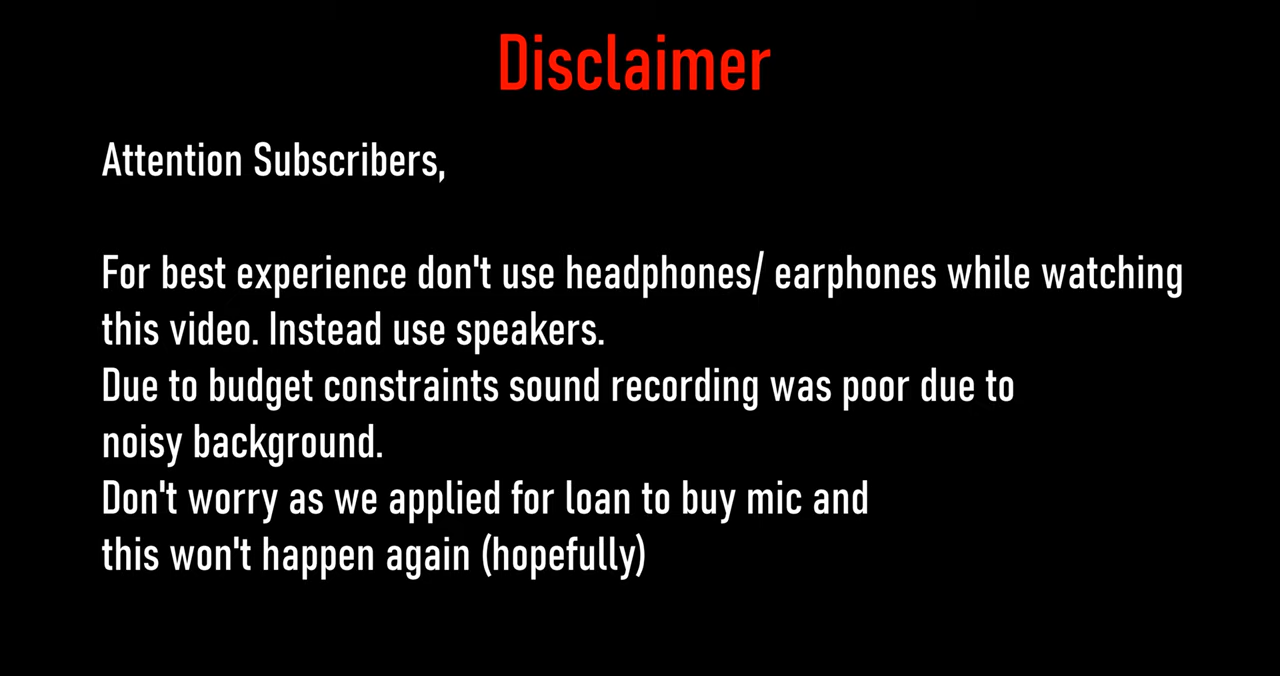 Disclaimer
Attention Subscribers,
For best experience don't use headphones/ earphones while watching
this video. Instead use speakers.
Due to budget constraints sound recording was poor due to
noisy background.
Don't worry as we applied for loan to buy mic and
this won't happen again (hopefully)